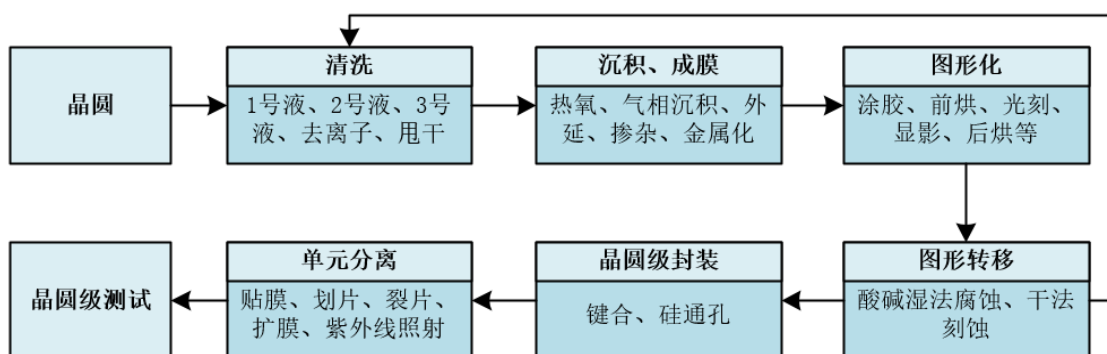 晶圆
清洗
1号液、2号液、3号
液、去离子、甩干
沉积、成膜
热氧、气相沉积、外
延、掺杂、金属化
图形化
涂胶、前烘、光刻、
显影、后烘等
晶圆级测试
单元分离
贴膜、划片、裂片、
扩膜、紫外线照射
晶圆级封装
键合、硅通孔
图形转移
酸碱湿法腐蚀、干法
刻蚀